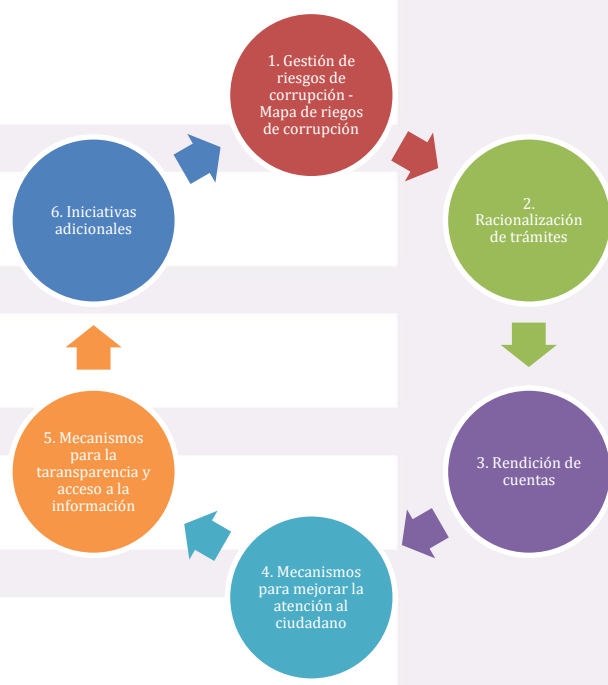 1. Gestión de
riesgos de
corrupción -
Mapa de riegos
de corrupción
2.
Racionalización
de trámites
3. Rendición de
cuentas
4. Mecanismos
para mejorar la
atención al
ciudadano
5. Mecanismos
para la
taransparencia y
acceso a la
información
6. Iniciativas
adicionales